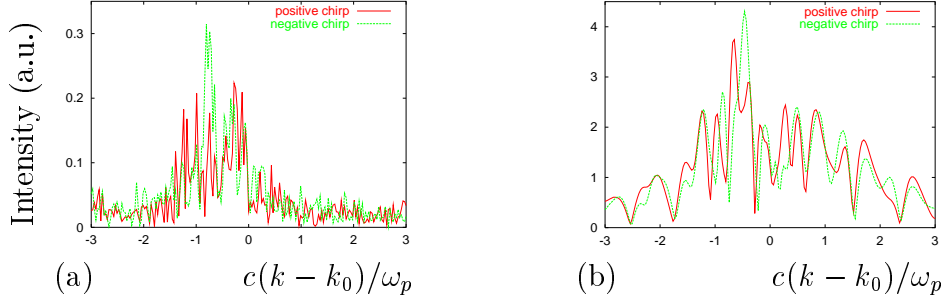 Intensity (a.u.)
positive chirp
negative chirp
0.3
0.2
0.1
0
-3 -2 -1 0 1 2 3
(a) c(k − k₀)/ωₚ
positive chirp
negative chirp
4
3
2
1
0
-3 -2 -1 0 1 2 3
(b) c(k − k₀)/ωₚ